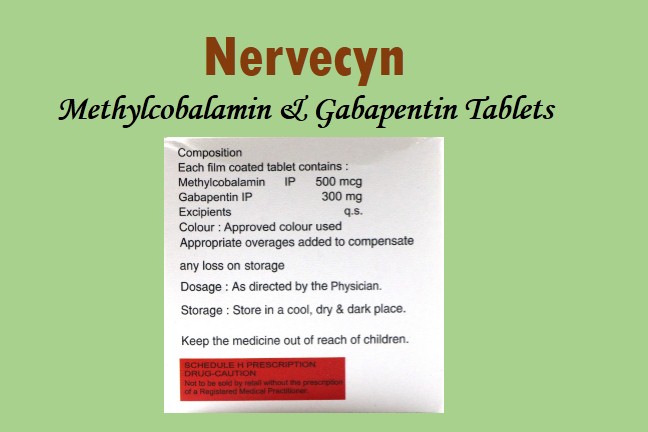 Nervecyn
Methylcobalamin & Gabapentin Tablets
Composition
Each film coated tablet contains :
Methylcobalamin IP 500 mcg
Gabapentin IP 300 mg
Excipients q.s.
Colour : Approved colour used
Appropriate overages added to compensate
any loss on storage
Dosage : As directed by the Physician.
Storage : Store in a cool, dry & dark place.
Keep the medicine out of reach of children.
SCHEDULE H PRESCRIPTION
DRUG-CAUTION
Not to be sold by retail without the prescription
of a Registered Medical Practitioner.